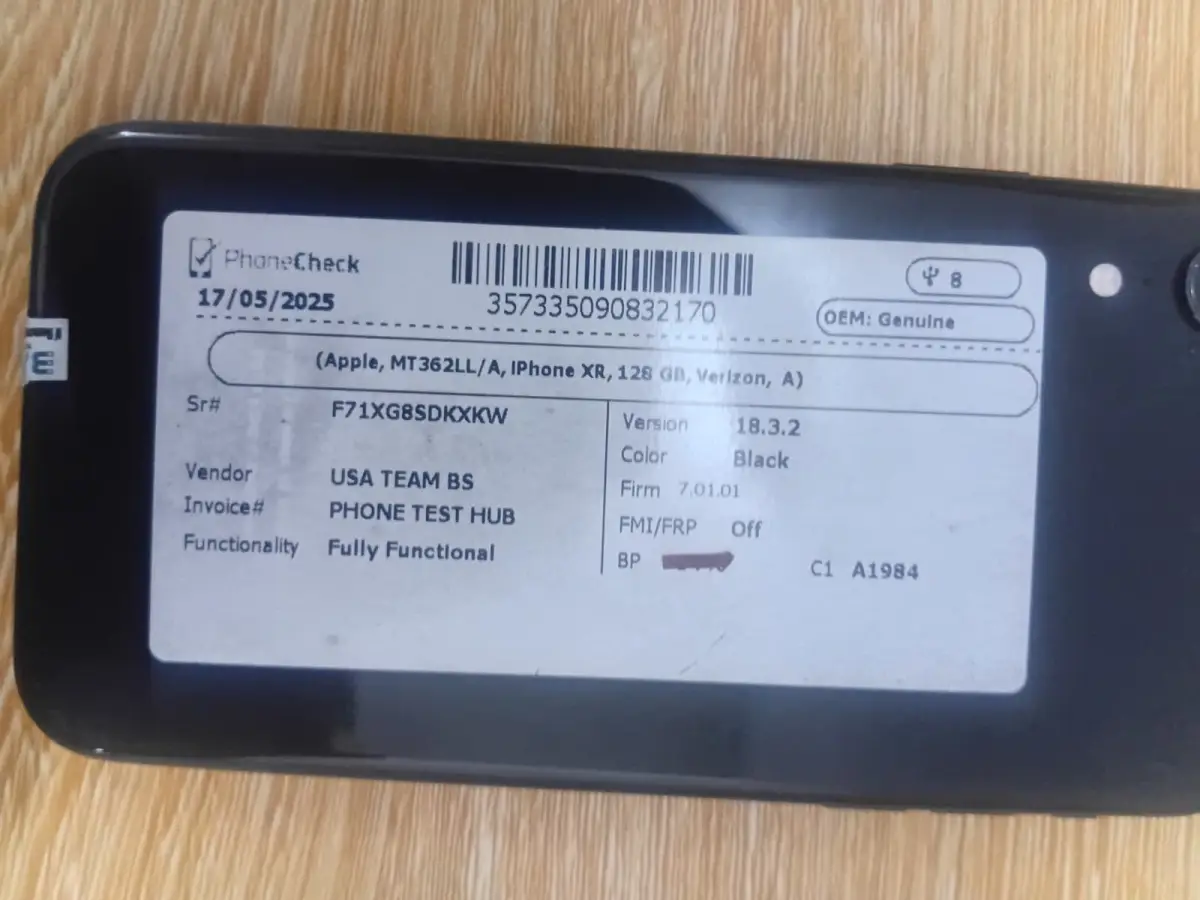 PhoneCheck
17/05/2025
357335090832170
8
OEM: Genuine
(Apple, MT362LL/A, iPhone XR, 128 GB, Verizon, A)
Sr# F71XG8SDKXKW
Vendor USA TEAM BS
Invoice# PHONE TEST HUB
Functionality Fully Functional
Version 18.3.2
Color Black
Firm 7.01.01
FMI/FRP Off
BP
C1 A1984